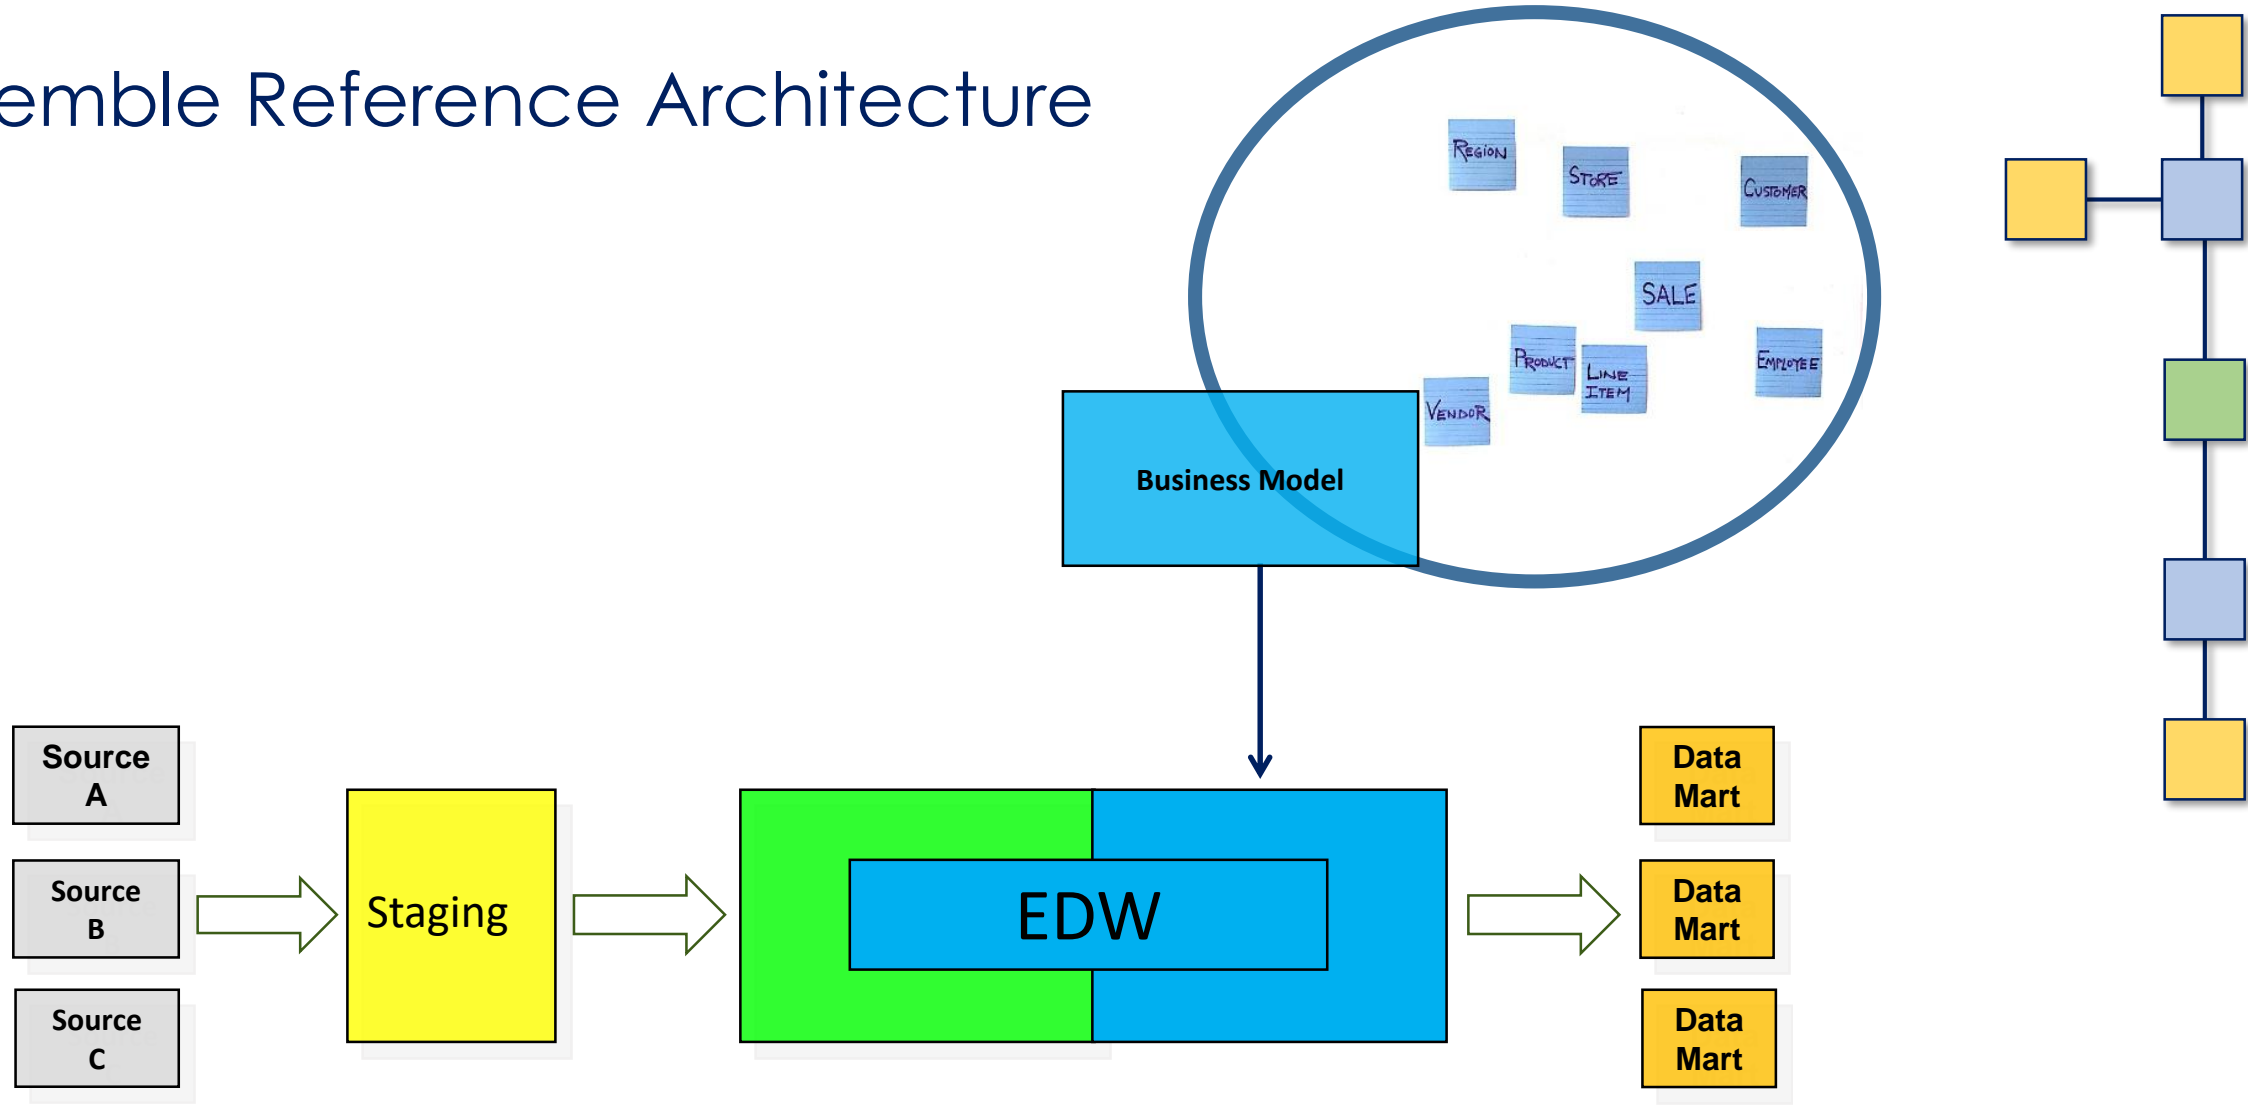 emble Reference Architecture
REGION
STORE
CUSTOMER
SALE
PRODUCT
LINE
ITEM
EMPLOYEE
VENDOR
Business Model
Source
A
Source
B
Source
C
Staging
EDW
Data
Mart
Data
Mart
Data
Mart